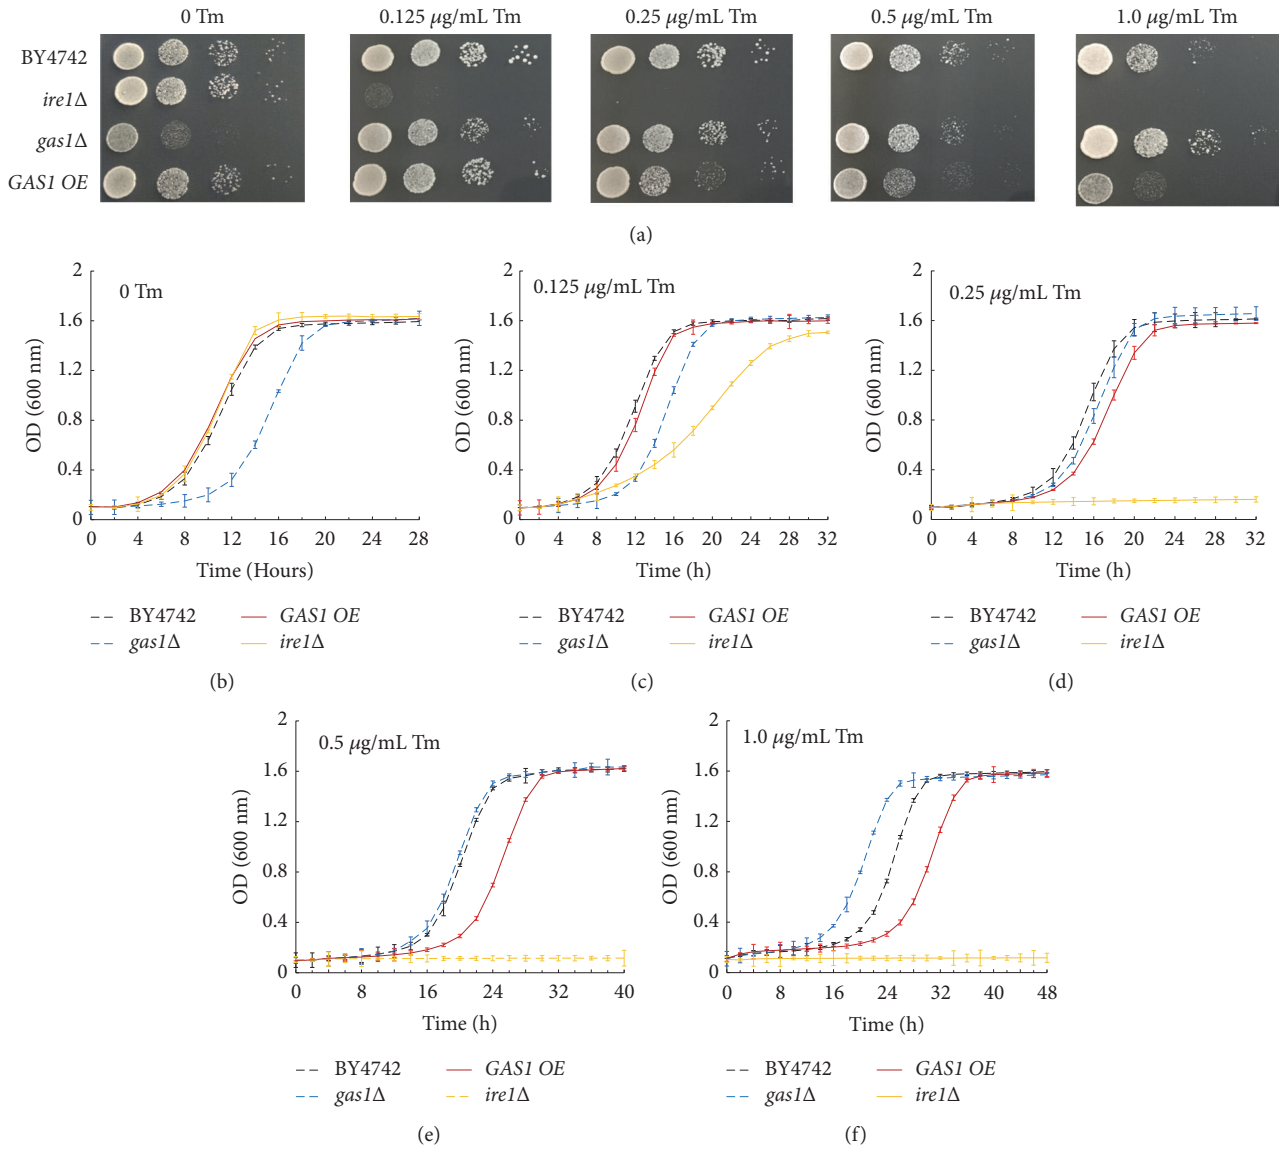 0 Tm
0.125 μg/mL Tm
0.25 μg/mL Tm
0.5 μg/mL Tm
1.0 μg/mL Tm
BY4742
ire1Δ
gas1Δ
GAS1 OE
(a)
2
1.6
1.2
0.8
0.4
0
OD (600 nm)
0 Tm
0 4 8 12 16 20 24 28
Time (Hours)
BY4742
GAS1 OE
gas1Δ
ire1Δ
(b)
2
1.6
1.2
0.8
0.4
0
OD (600 nm)
0.125 μg/mL Tm
0 4 8 12 16 20 24 28 32
Time (h)
BY4742
GAS1 OE
gas1Δ
ire1Δ
(c)
2
1.6
1.2
0.8
0.4
0
OD (600 nm)
0.25 μg/mL Tm
0 4 8 12 16 20 24 28 32
Time (h)
BY4742
GAS1 OE
gas1Δ
ire1Δ
(d)
2
1.6
1.2
0.8
0.4
0
OD (600 nm)
0.5 μg/mL Tm
0 8 16 24 32 40
Time (h)
BY4742
GAS1 OE
gas1Δ
ire1Δ
(e)
2
1.6
1.2
0.8
0.4
0
OD (600 nm)
1.0 μg/mL Tm
0 8 16 24 32 40 48
Time (h)
BY4742
GAS1 OE
gas1Δ
ire1Δ
(f)